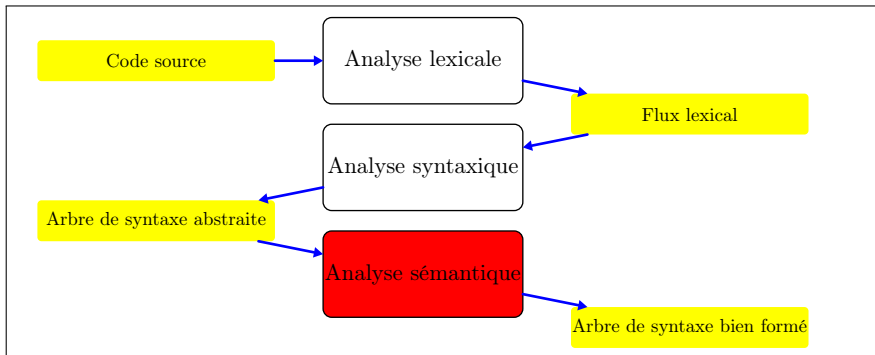 Code source
Analyse lexicale
Flux lexical
Analyse syntaxique
Arbre de syntaxe abstraite
Analyse sémantique
Arbre de syntaxe bien formé